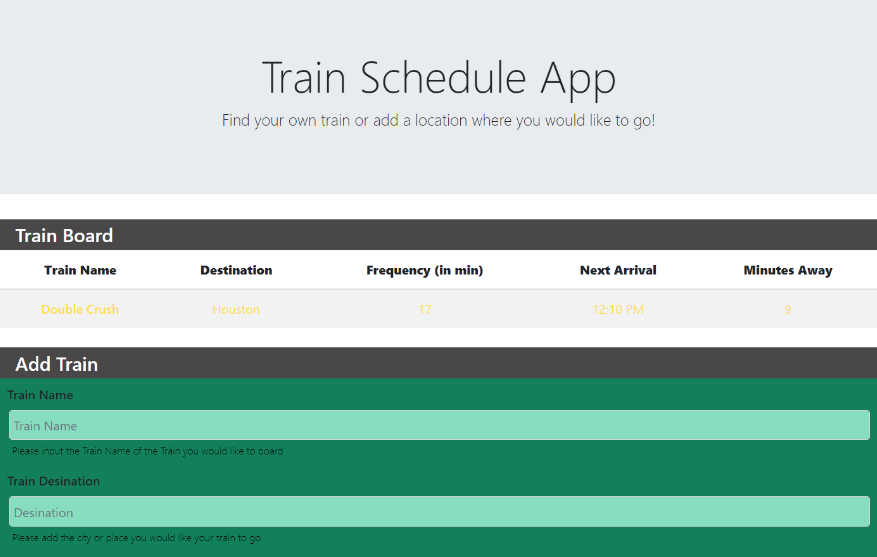 Train Schedule App
Find your own train or add a location where you would like to go!
Train Board
Train Name Destination Frequency (in min) Next Arrival Minutes Away
Double Crush Houston 17 12:10 PM 9
Add Train
Train Name
Train Name
Please input the Train Name of the Train you would like to board
Train Desination
Desination
Please add the city or place you would like your train to go